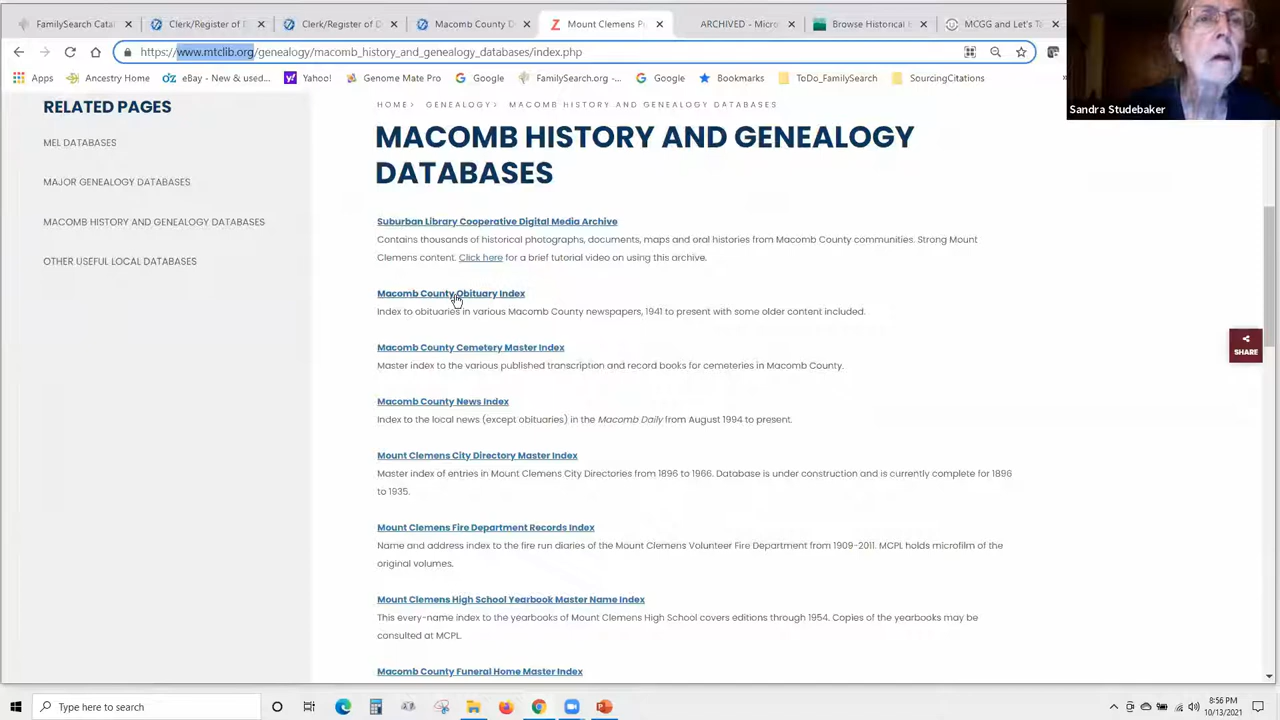 FamilySearch Catal
Clerk/Register of D
Clerk/Register of D
Macomb County D
Mount Clemens P
ARCHIVED - Micro
Browse Historical
MCGG and Let's T
https://www.mtclib.org/genealogy/macomb_history_and_genealogy_databases/index.php
Apps
Ancestry Home
eBay - New & used...
Yahoo!
Genome Mate Pro
Google
FamilySearch.org -...
Google
Bookmarks
ToDo_FamilySearch
SourcingCitations
Sandra Studebaker
RELATED PAGES
MEL DATABASES
MAJOR GENEALOGY DATABASES
MACOMB HISTORY AND GENEALOGY DATABASES
OTHER USEFUL LOCAL DATABASES
HOME > GENEALOGY > MACOMB HISTORY AND GENEALOGY DATABASES
MACOMB HISTORY AND GENEALOGY
DATABASES
Suburban Library Cooperative Digital Media Archive
Contains thousands of historical photographs, documents, maps and oral histories from Macomb County communities. Strong Mount
Clemens content. Click here for a brief tutorial video on using this archive.
Macomb County Obituary Index
Index to obituaries in various Macomb County newspapers, 1941 to present with some older content included.
Macomb County Cemetery Master Index
Master index to the various published transcription and record books for cemeteries in Macomb County.
Macomb County News Index
Index to the local news (except obituaries) in the Macomb Daily from August 1994 to present.
Mount Clemens City Directory Master Index
Master index of entries in Mount Clemens City Directories from 1896 to 1966. Database is under construction and is currently complete for 1896
to 1935.
Mount Clemens Fire Department Records Index
Name and address index to the fire run diaries of the Mount Clemens Volunteer Fire Department from 1909-2011. MCPL holds microfilm of the
original volumes.
Mount Clemens High School Yearbook Master Name Index
This every-name index to the yearbooks of Mount Clemens High School covers editions through 1954. Copies of the yearbooks may be
consulted at MCPL.
Macomb County Funeral Home Master Index
SHARE
Type here to search
8:56 PM
10/13/2021